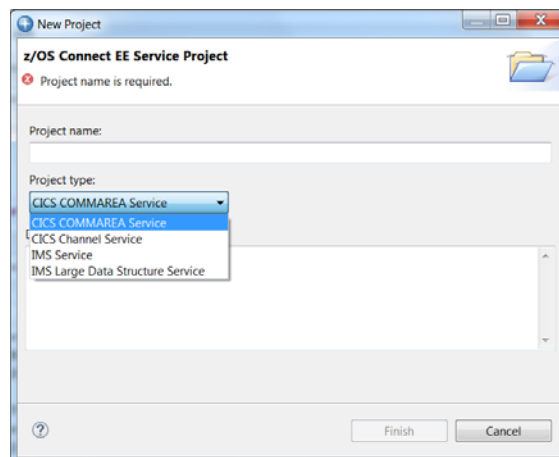 New Project
z/OS Connect EE Service Project
Project name is required.
Project name:
Project type:
CICS COMMAREA Service
CICS COMMAREA Service
CICS Channel Service
IMS Service
IMS Large Data Structure Service
Finish
Cancel